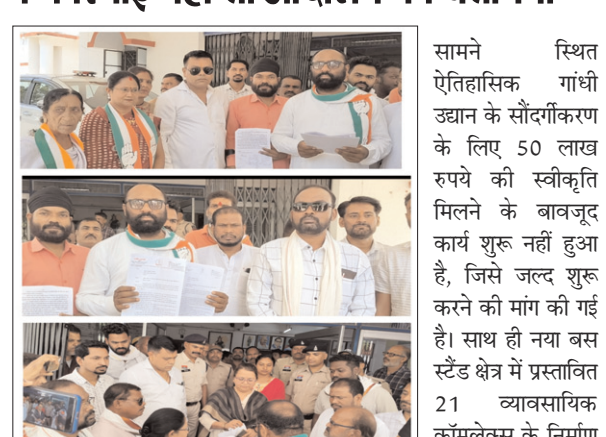 सामने स्थित
ऐतिहासिक गांधी
उद्यान के सौंदर्गीकरण
के लिए 50 लाख
रुपये की स्वीकृति
मिलने के बावजूद
कार्य शुरू नहीं हुआ
है, जिसे जल्द शुरू
करने की मांग की गई
है। साथ ही नया बस
स्टैंड क्षेत्र में प्रस्तावित
21 व्यावसायिक
कॉम्प्लेक्स के निर्माण